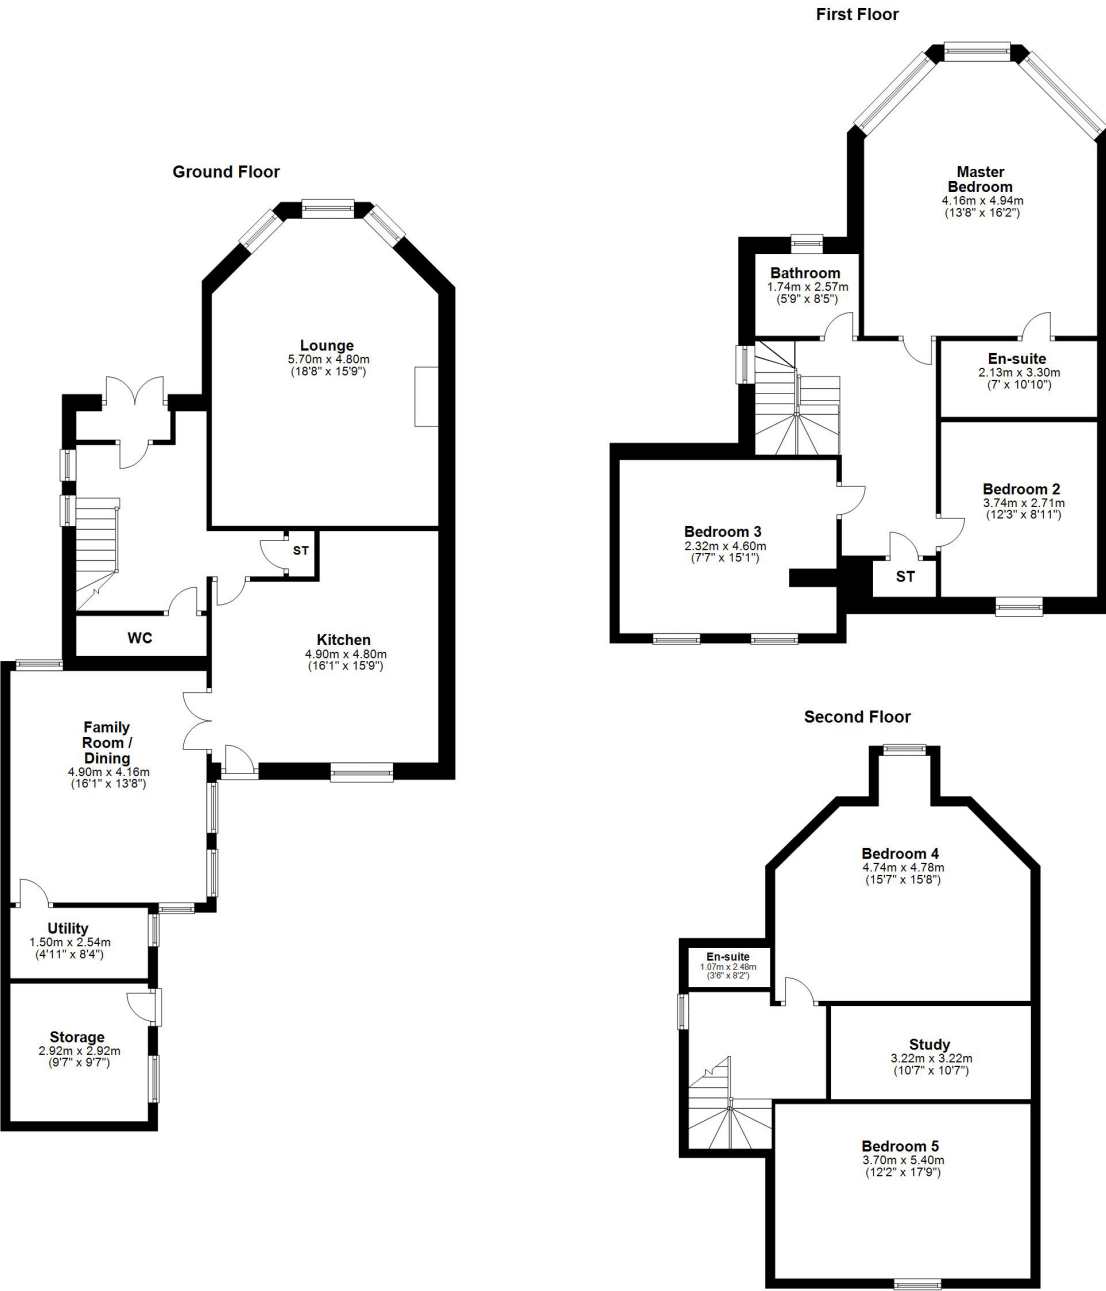 First Floor
Master
Bedroom
4.16m x 4.94m
(13'8" x 16'2")
Bathroom
1.74m x 2.57m
(5'9" x 8'5")
En-suite
2.13m x 3.30m
(7' x 10'10")
Bedroom 2
3.74m x 2.71m
(12'3" x 8'11")
Bedroom 3
2.32m x 4.60m
(7'7" x 15'1")
ST
Ground Floor
Lounge
5.70m x 4.80m
(18'8" x 15'9")
ST
WC
Kitchen
4.90m x 4.80m
(16'1" x 15'9")
Family
Room /
Dining
4.90m x 4.16m
(16'1" x 13'8")
Utility
1.50m x 2.54m
(4'11" x 8'4")
Storage
2.92m x 2.92m
(9'7" x 9'7")
Second Floor
Bedroom 4
4.74m x 4.78m
(15'7" x 15'8")
En-suite
1.07m x 2.48m
(3'6" x 8'2")
Study
3.22m x 3.22m
(10'7" x 10'7")
Bedroom 5
3.70m x 5.40m
(12'2" x 17'9")